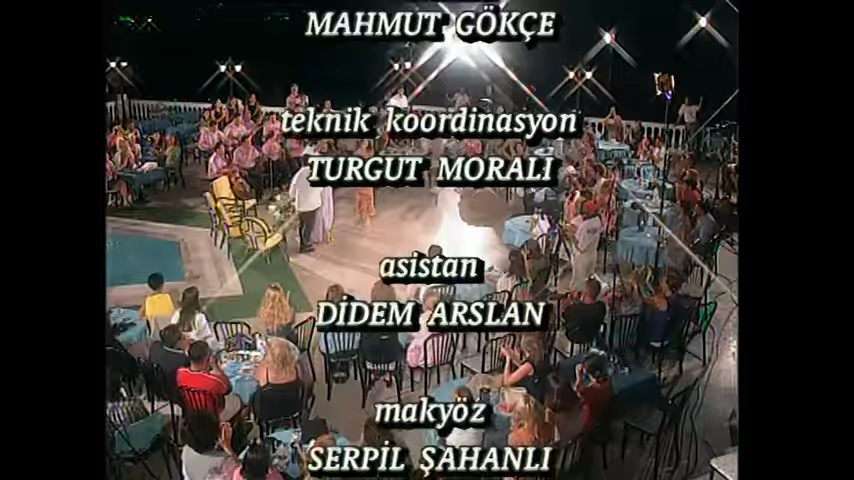 MAHMUT GÖKÇE
teknik koordinasyon
TURGUT MORALİ
asistan
DİDEM ARSLAN
makyöz
SERPİL ŞAHANLI